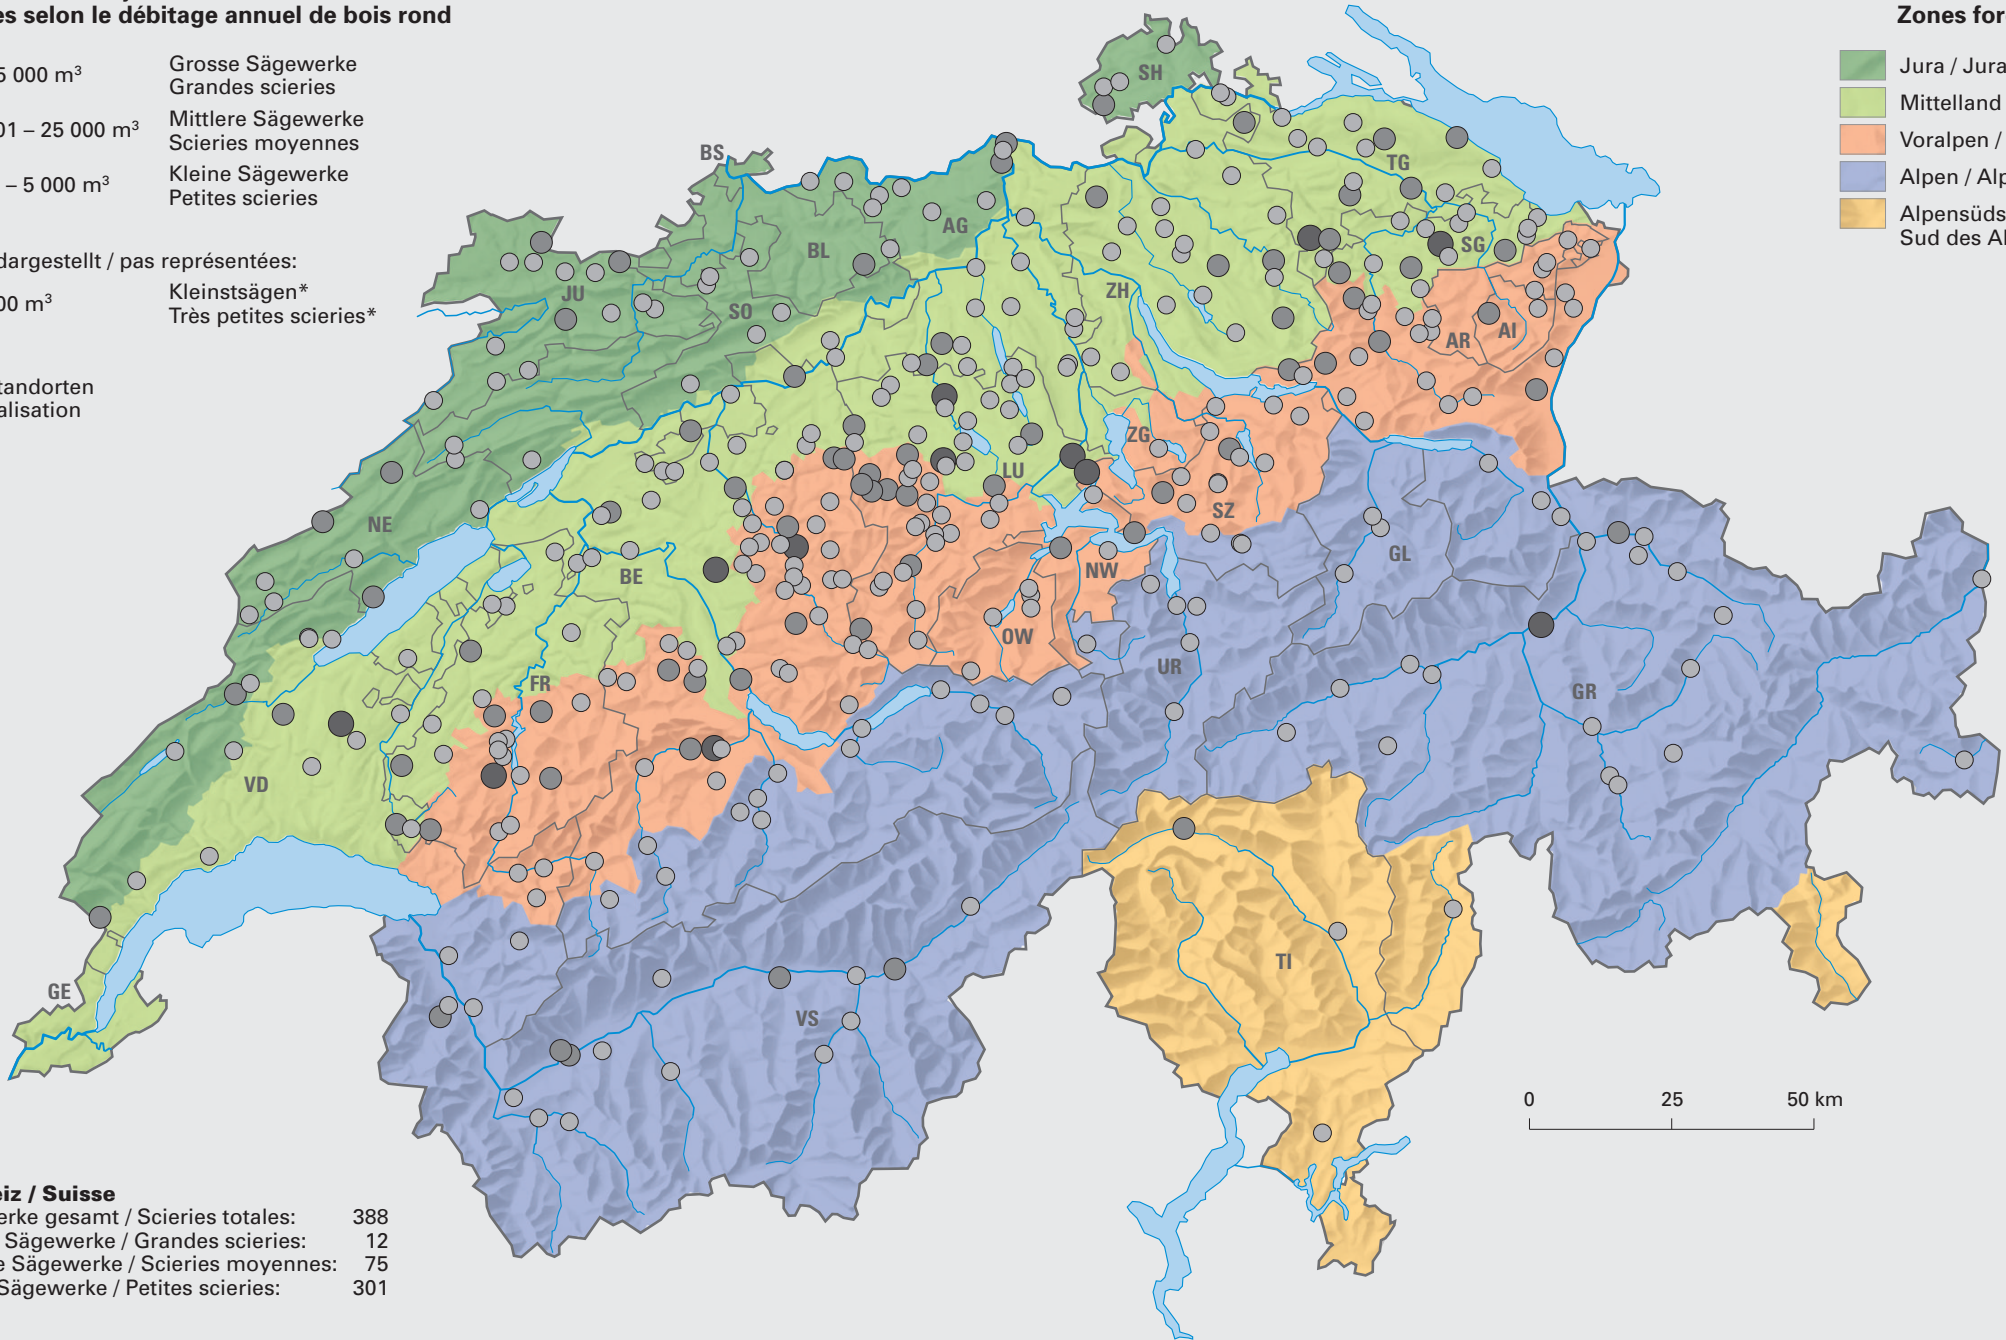 es selon le débitage annuel de bois rond
5 000 m³
Grosse Sägewerke
Grandes scieries
01 – 25 000 m³
Mittlere Sägewerke
Scieries moyennes
– 5 000 m³
Kleine Sägewerke
Petites scieries
dargestellt / pas représentées:
00 m³
Kleinstsägen*
Très petites scieries*
tandorten
alisation
Zones for
Jura / Jura
Mittelland
Voralpen /
Alpen / Alp
Alpensüds
Sud des Al
SH
BS
TG
AG
BL
SG
JU
ZH
SO
AR
AI
ZG
LU
SZ
NE
GL
NW
BE
OW
UR
FR
GR
VD
TI
GE
VS
0 25 50 km
eiz / Suisse
erke gesamt / Scieries totales: 388
Sägewerke / Grandes scieries: 12
e Sägewerke / Scieries moyennes: 75
Sägewerke / Petites scieries: 301